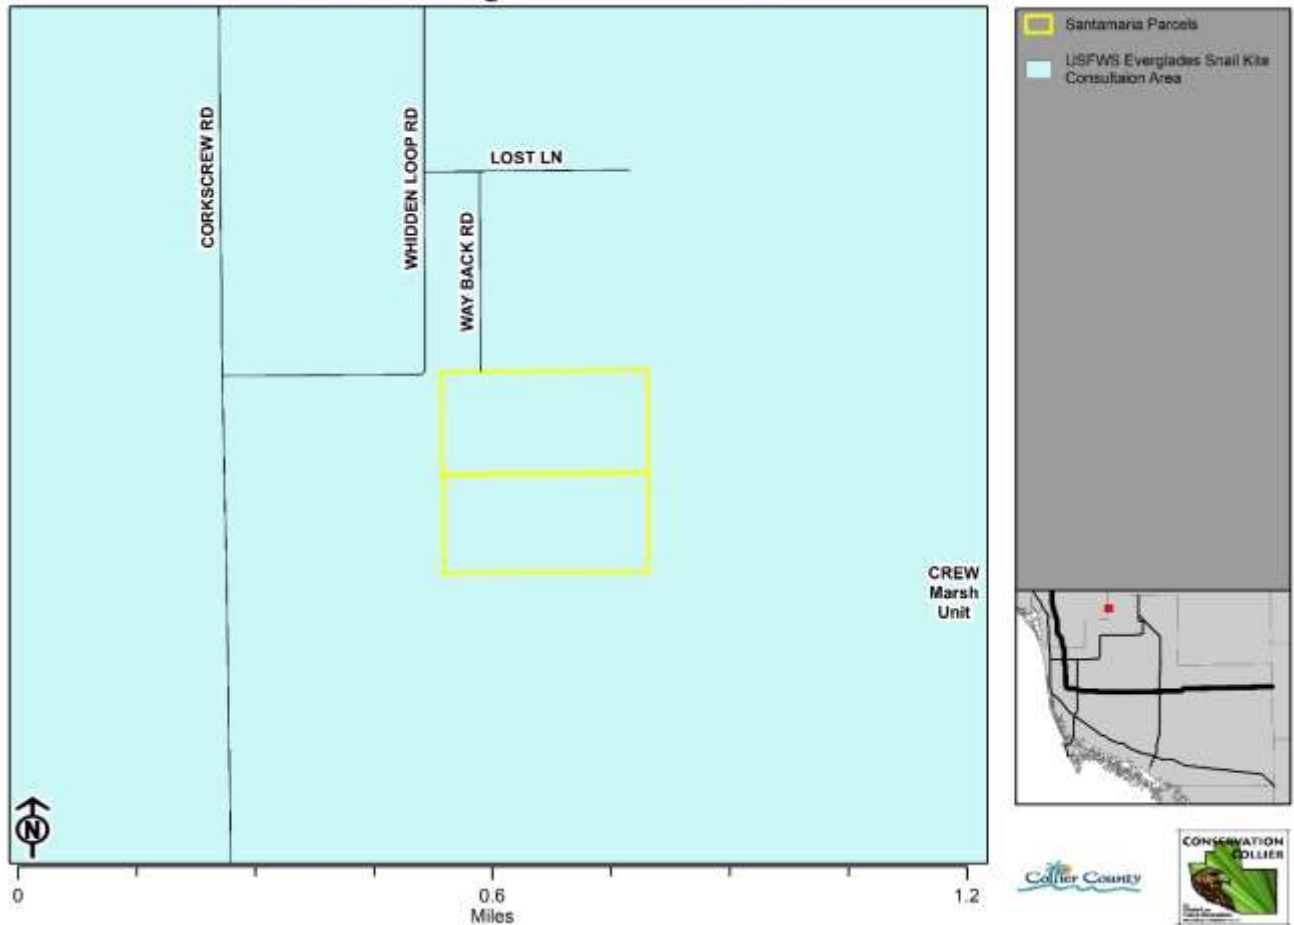 CORKSCREW RD
WHIDDEN LOOP RD
LOST LN
WAY BACK RD
CREW
Marsh
Unit
N
0
0.6
1.2
Miles
Santamaria Parcels
USFWS Everglades Snail Kite
Consultaion Area
Collier County
CONSERVATION
COLLIER